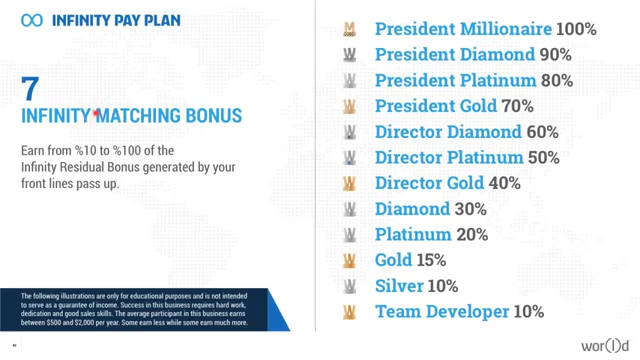 INFINITY PAY PLAN
7
INFINITY MATCHING BONUS
Earn from %10 to %100 of the
Infinity Residual Bonus generated by your
front lines pass up.
The following illustrations are only for educational purposes and is not intended
to serve as a guarantee of income. Success in this business requires hard work,
dedication and good sales skills. The average participant in this business earns
between $500 and $2,000 per year. Some earn less while some earn much more.
President Millionaire 100%
President Diamond 90%
President Platinum 80%
President Gold 70%
Director Diamond 60%
Director Platinum 50%
Director Gold 40%
Diamond 30%
Platinum 20%
Gold 15%
Silver 10%
Team Developer 10%
wor(l)d